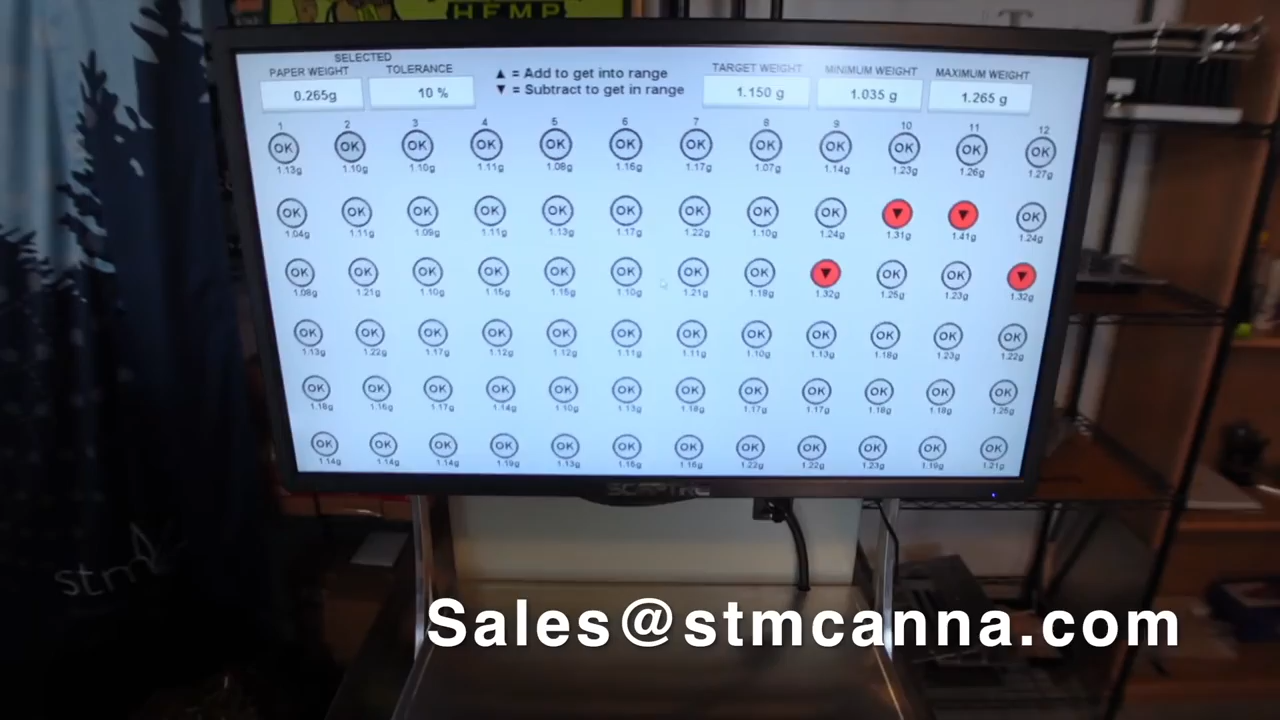 HEMP
SELECTED
PAPER WEIGHT TOLERANCE
0.265g 10 %
▲ = Add to get into range
▼ = Subtract to get in range
TARGET WEIGHT MINIMUM WEIGHT MAXIMUM WEIGHT
1.150 g 1.035 g 1.265 g
1 2 3 4 5 6 7 8 9 10 11 12
OK OK OK OK OK OK OK OK OK OK OK OK
1.13g 1.10g 1.10g 1.11g 1.08g 1.16g 1.17g 1.07g 1.14g 1.23g 1.26g 1.27g
OK OK OK OK OK OK OK OK OK ▼ ▼ OK
1.04g 1.11g 1.09g 1.11g 1.13g 1.17g 1.22g 1.10g 1.24g 1.31g 1.41g 1.24g
OK OK OK OK OK OK OK OK ▼ OK OK ▼
1.08g 1.21g 1.10g 1.15g 1.15g 1.10g 1.21g 1.18g 1.32g 1.25g 1.23g 1.32g
OK OK OK OK OK OK OK OK OK OK OK OK
1.13g 1.22g 1.17g 1.12g 1.12g 1.11g 1.11g 1.10g 1.13g 1.18g 1.23g 1.22g
OK OK OK OK OK OK OK OK OK OK OK OK
1.18g 1.16g 1.17g 1.14g 1.10g 1.13g 1.18g 1.17g 1.17g 1.18g 1.18g 1.25g
OK OK OK OK OK OK OK OK OK OK OK OK
1.14g 1.14g 1.14g 1.19g 1.13g 1.16g 1.16g 1.22g 1.22g 1.23g 1.19g 1.21g
SCEPTRE
stm
Sales@stmcanna.com